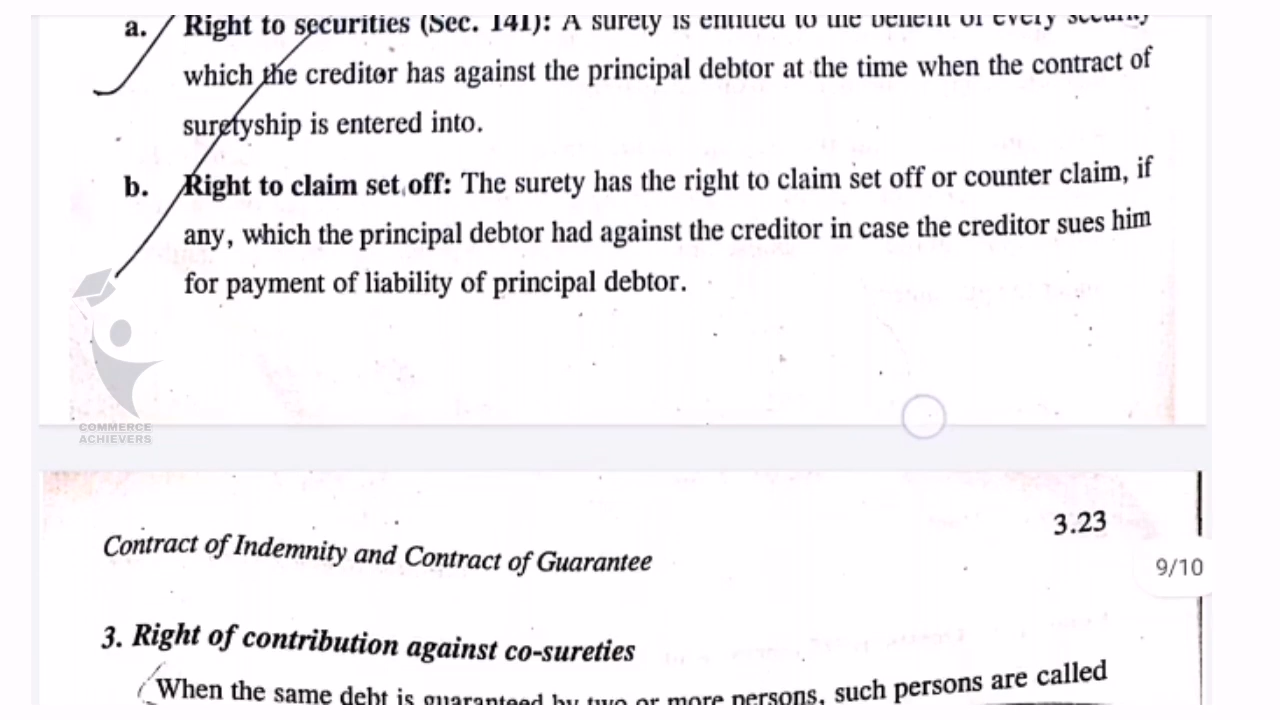 a. Right to securities (Sec. 141): A surety is entitled to the benefit of every security
which the creditor has against the principal debtor at the time when the contract of
suretyship is entered into.
b. Right to claim set off: The surety has the right to claim set off or counter claim, if
any, which the principal debtor had against the creditor in case the creditor sues him
for payment of liability of principal debtor.
COMMERCE
ACHIEVERS
3.23
Contract of Indemnity and Contract of Guarantee
9/10
3. Right of contribution against co-sureties
When the same debt is guaranteed by two or more persons, such persons are called